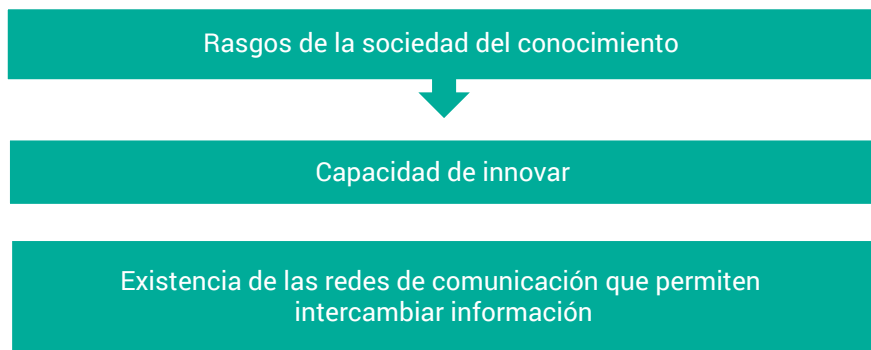 Rasgos de la sociedad del conocimiento
Capacidad de innovar
Existencia de las redes de comunicación que permiten
intercambiar información